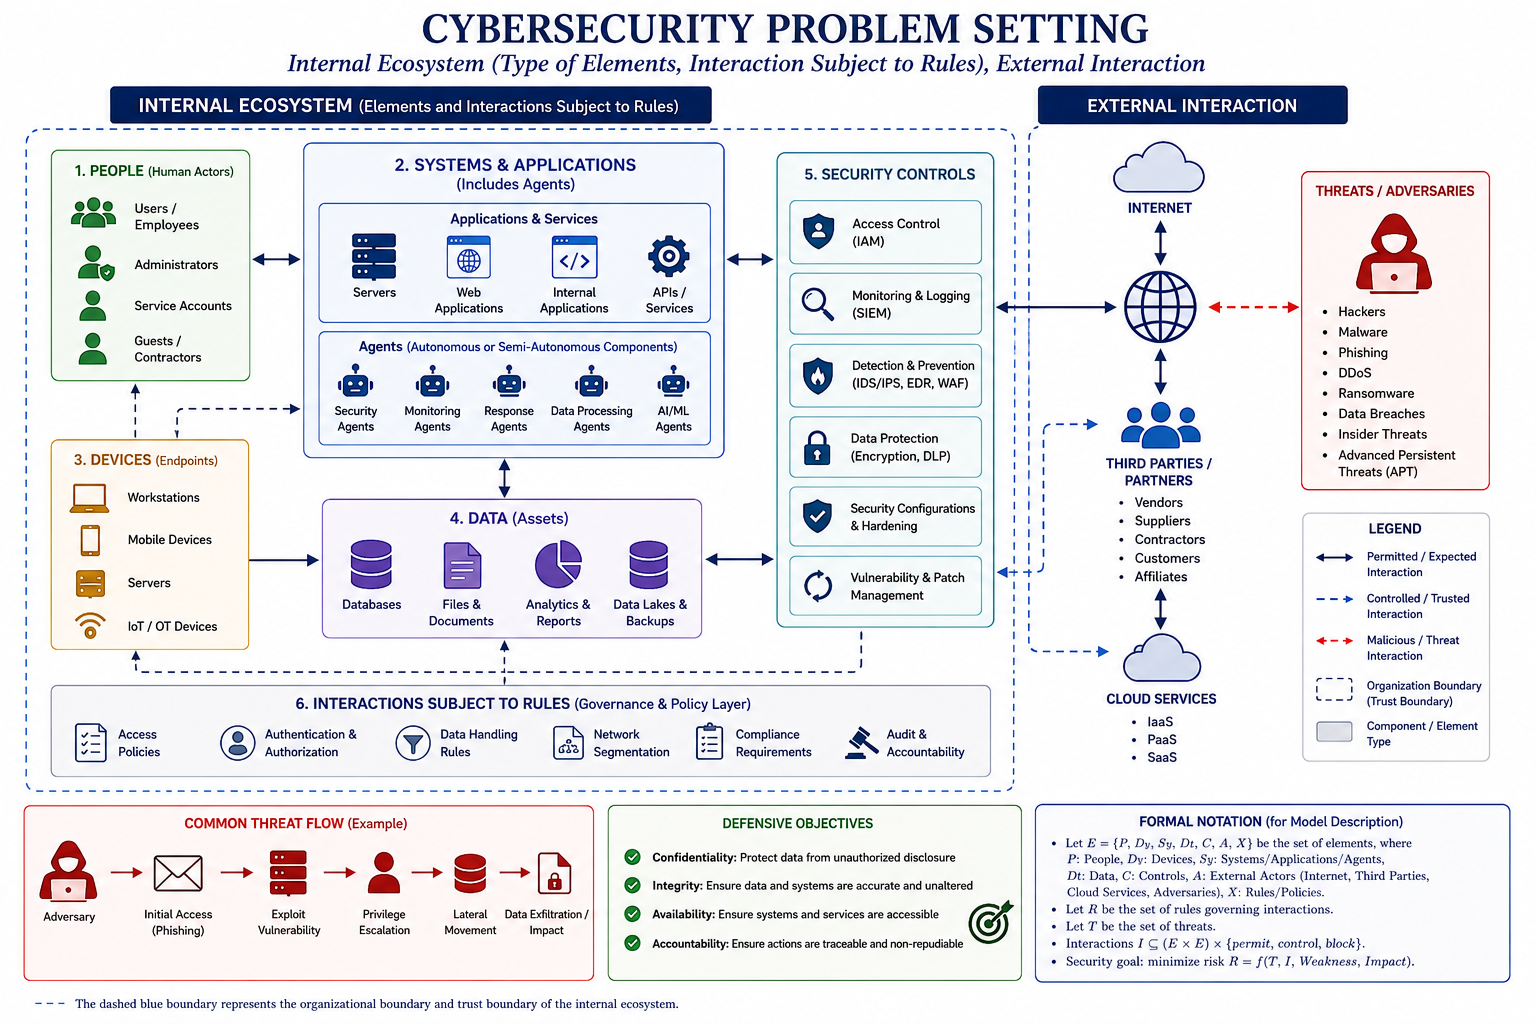 CYBERSECURITY PROBLEM SETTING
Internal Ecosystem (Type of Elements, Interaction Subject to Rules), External Interaction
INTERNAL ECOSYSTEM (Elements and Interactions Subject to Rules)
EXTERNAL INTERACTION
1. PEOPLE (Human Actors)
Users /
Employees
Administrators
Service Accounts
Guests /
Contractors
2. SYSTEMS & APPLICATIONS
(Includes Agents)
Applications & Services
Servers
Web
Applications
Internal
Applications
APIs /
Services
Agents (Autonomous or Semi-Autonomous Components)
Security
Agents
Monitoring
Agents
Response
Agents
Data Processing
Agents
AI/ML
Agents
3. DEVICES (Endpoints)
Workstations
Mobile Devices
Servers
IoT / OT Devices
4. DATA (Assets)
Databases
Files &
Documents
Analytics &
Reports
Data Lakes &
Backups
5. SECURITY CONTROLS
Access Control
(IAM)
Monitoring & Logging
(SIEM)
Detection & Prevention
(IDS/IPS, EDR, WAF)
Data Protection
(Encryption, DLP)
Security Configurations
& Hardening
Vulnerability & Patch
Management
6. INTERACTIONS SUBJECT TO RULES (Governance & Policy Layer)
Access
Policies
Authentication &
Authorization
Data Handling
Rules
Network
Segmentation
Compliance
Requirements
Audit &
Accountability
INTERNET
THIRD PARTIES /
PARTNERS
• Vendors
• Suppliers
• Contractors
• Customers
• Affiliates
CLOUD SERVICES
• IaaS
• PaaS
• SaaS
THREATS / ADVERSARIES
• Hackers
• Malware
• Phishing
• DDoS
• Ransomware
• Data Breaches
• Insider Threats
• Advanced Persistent
Threats (APT)
LEGEND
Permitted / Expected
Interaction
Controlled / Trusted
Interaction
Malicious / Threat
Interaction
Organization Boundary
(Trust Boundary)
Component / Element
Type
COMMON THREAT FLOW (Example)
Adversary
Initial Access
(Phishing)
Exploit
Vulnerability
Privilege
Escalation
Lateral
Movement
Data Exfiltration /
Impact
DEFENSIVE OBJECTIVES
Confidentiality: Protect data from unauthorized disclosure
Integrity: Ensure data and systems are accurate and unaltered
Availability: Ensure systems and services are accessible
Accountability: Ensure actions are traceable and non-repudiable
FORMAL NOTATION (for Model Description)
• Let E = {P, Dy, Sy, Dt, C, A, X} be the set of elements, where
P: People, Dy: Devices, Sy: Systems/Applications/Agents,
Dt: Data, C: Controls, A: External Actors (Internet, Third Parties,
Cloud Services, Adversaries), X: Rules/Policies.
• Let R be the set of rules governing interactions.
• Let T be the set of threats.
• Interactions I ⊆ (E × E) × {permit, control, block}.
• Security goal: minimize risk R = f(T, I, Weakness, Impact).
The dashed blue boundary represents the organizational boundary and trust boundary of the internal ecosystem.